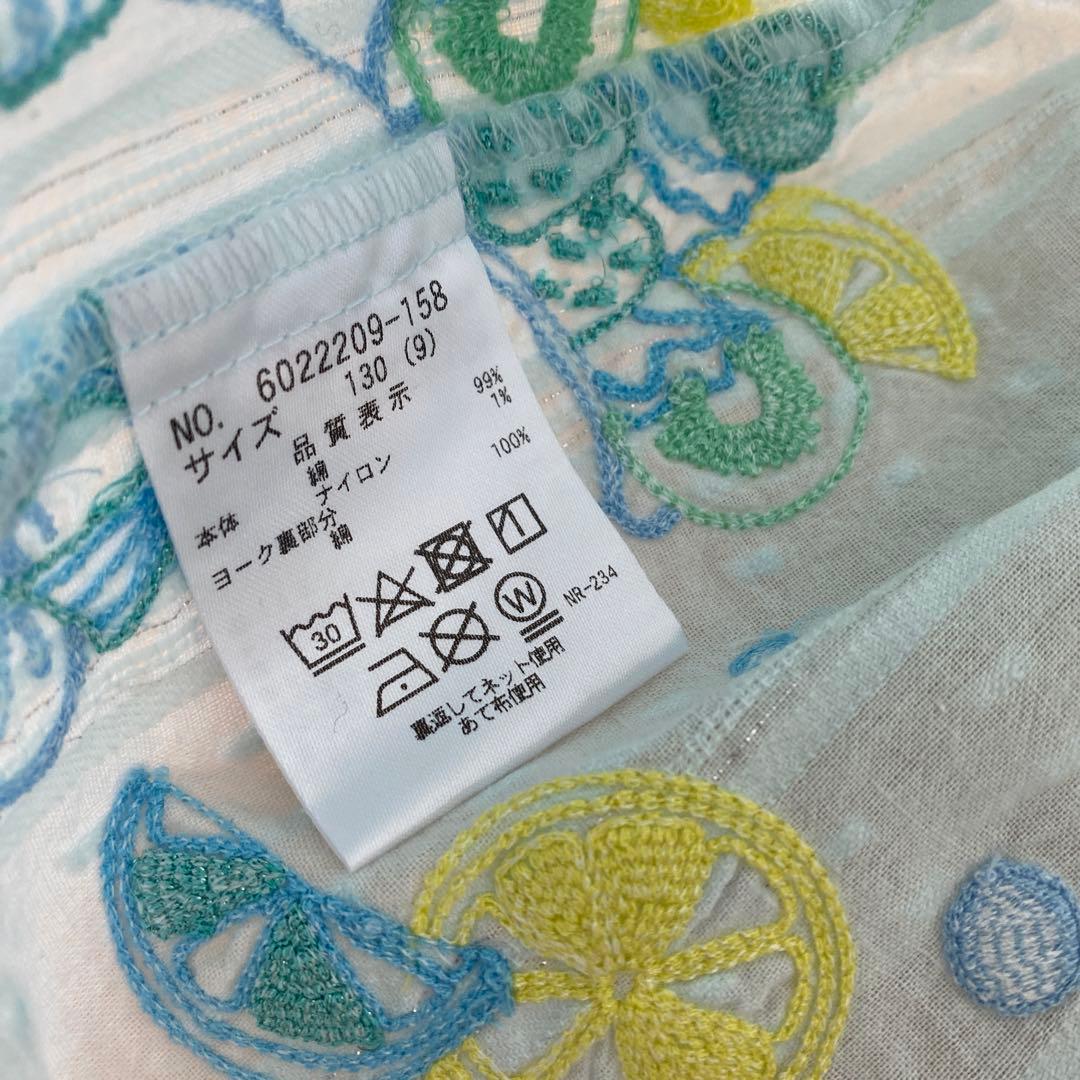 NO. 6022209-158
サイズ 130 (9)
品質表示
本体 綿 99%
ナイロン 1%
ヨーク裏部分
綿 100%
30
W
NR-234
裏返してネット使用
あて布使用